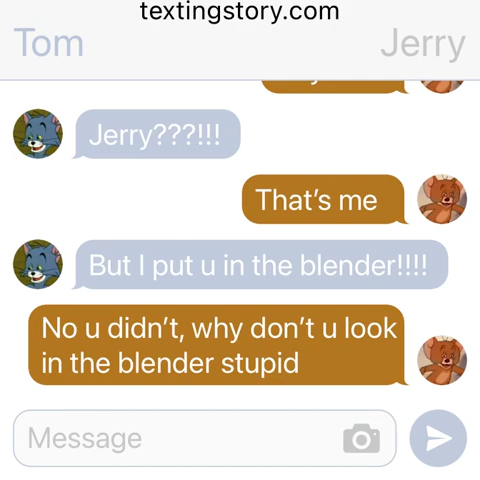 textingstory.com
Tom Jerry
Jerry???!!!
That’s me
But I put u in the blender!!!!
No u didn’t, why don’t u look
in the blender stupid
Message